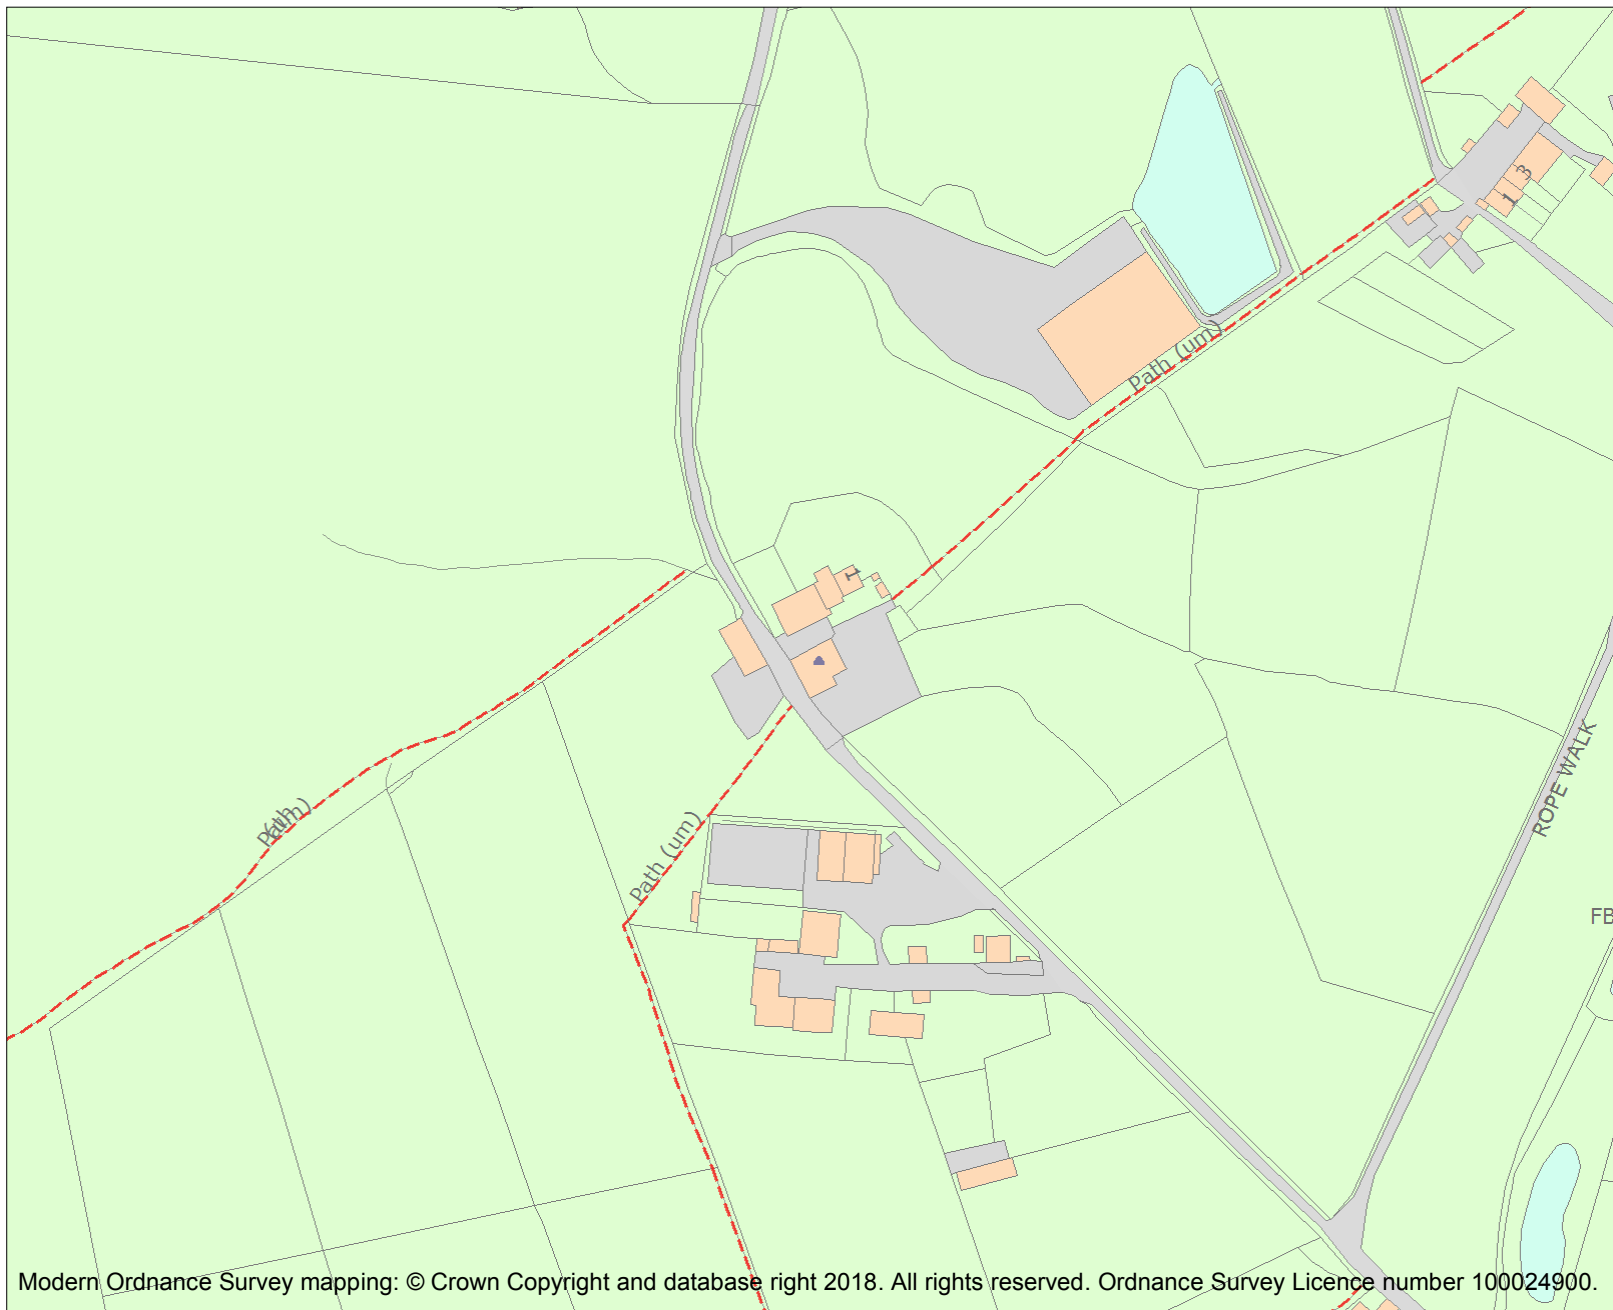 3
1
Path (um)
1
ROPE WALK
Path (um)
Path (um)
FB
Modern Ordnance Survey mapping: © Crown Copyright and database right 2018. All rights reserved. Ordnance Survey Licence number 100024900.